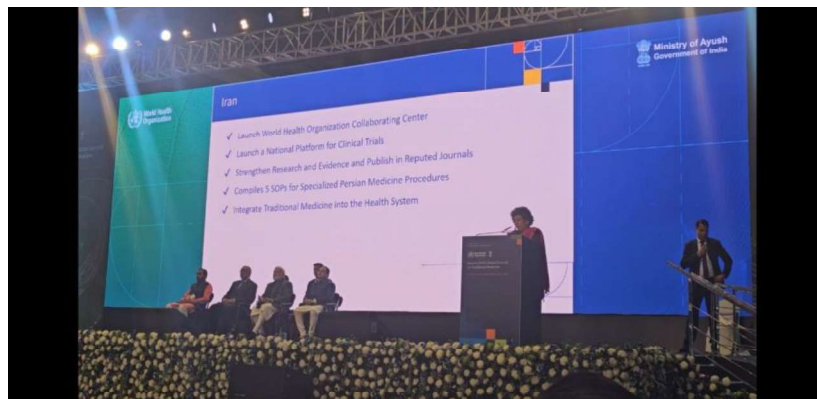 World Health
Organization
Iran
Ministry of Ayush
Government of India
✓ Launch World Health Organization Collaborating Center
✓ Launch a National Platform for Clinical Trials
✓ Strengthen Research and Evidence and Publish in Reputed Journals
✓ Compiles 5 SOPs for Specialized Persian Medicine Procedures
✓ Integrate Traditional Medicine into the Health System